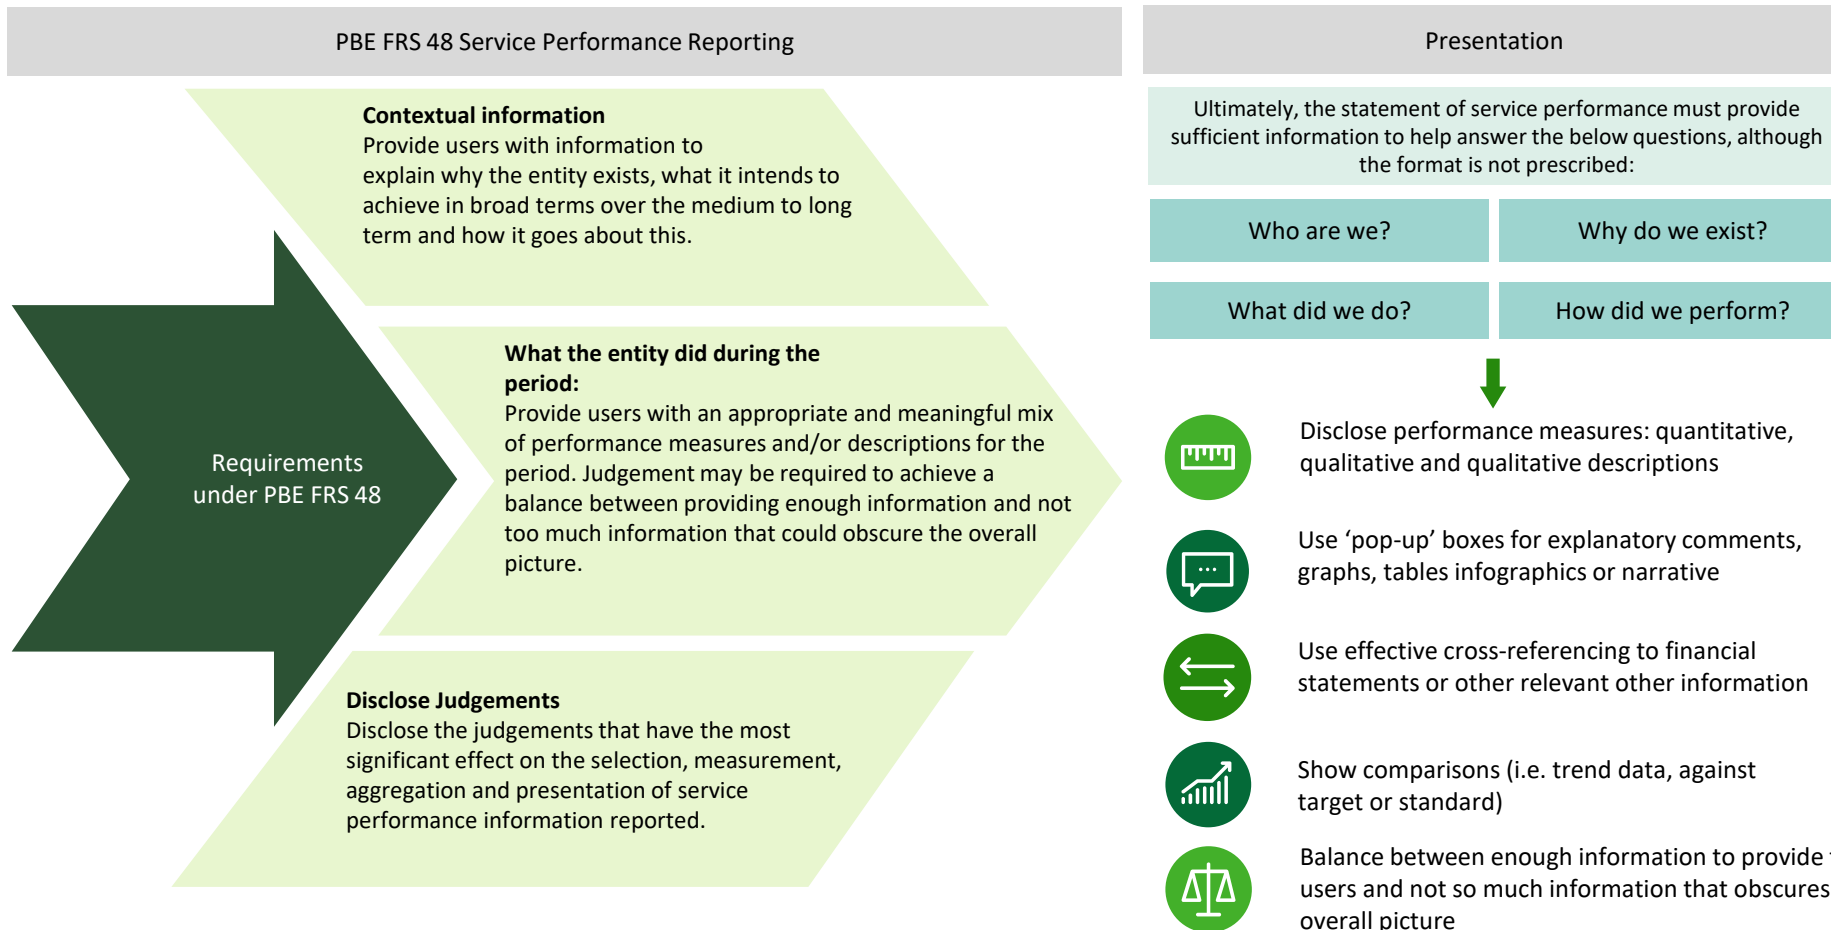 PBE FRS 48 Service Performance Reporting
Contextual information
Provide users with information to
explain why the entity exists, what it intends to
achieve in broad terms over the medium to long
term and how it goes about this.
Requirements
under PBE FRS 48
What the entity did during the
period:
Provide users with an appropriate and meaningful mix
of performance measures and/or descriptions for the
period. Judgement may be required to achieve a
balance between providing enough information and not
too much information that could obscure the overall
picture.
Disclose Judgements
Disclose the judgements that have the most
significant effect on the selection, measurement,
aggregation and presentation of service
performance information reported.
Presentation
Ultimately, the statement of service performance must provide
sufficient information to help answer the below questions, although
the format is not prescribed:
Who are we?
Why do we exist?
What did we do?
How did we perform?
Disclose performance measures: quantitative,
qualitative and qualitative descriptions
Use ‘pop-up’ boxes for explanatory comments,
graphs, tables infographics or narrative
Use effective cross-referencing to financial
statements or other relevant other information
Show comparisons (i.e. trend data, against
target or standard)
Balance between enough information to provide
users and not so much information that obscures
overall picture